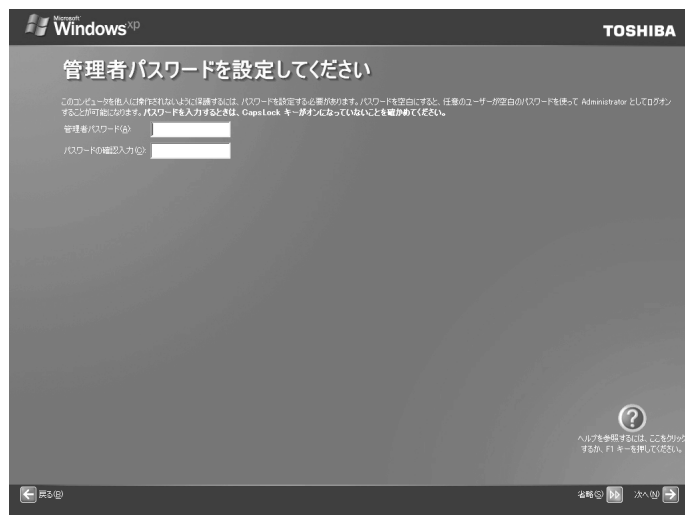 Microsoft
Windows xp
TOSHIBA
管理者パスワードを設定してください
このコンピュータを他人に操作されないように保護するには、パスワードを設定する必要があります。パスワードを空白にすると、任意のユーザーが空白のパスワードを使って Administrator としてログオン
することが可能になります。パスワードを入力するときは、CapsLock キーがオンになっていないことを確かめてください。
管理者パスワード(A)
パスワードの確認入力(C):
ヘルプを参照するには、ここをクリック
するか、F1 キーを押してください。
戻る(B)
省略(S)
次へ(N)